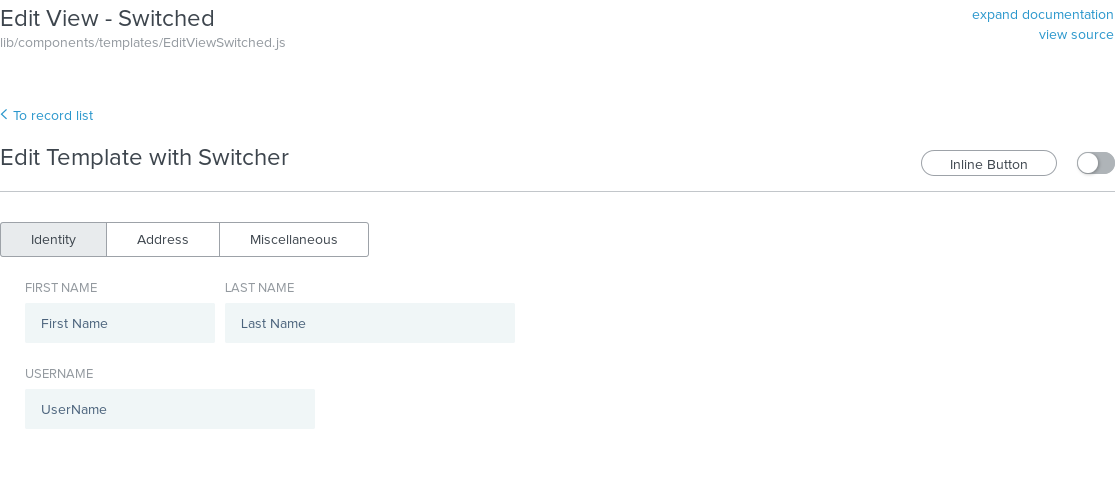 Edit View - Switched
expand documentation
lib/components/templates/EditViewSwitched.js
view source
To record list
Edit Template with Switcher
Inline Button
Identity Address Miscellaneous
FIRST NAME LAST NAME
First Name Last Name
USERNAME
UserName